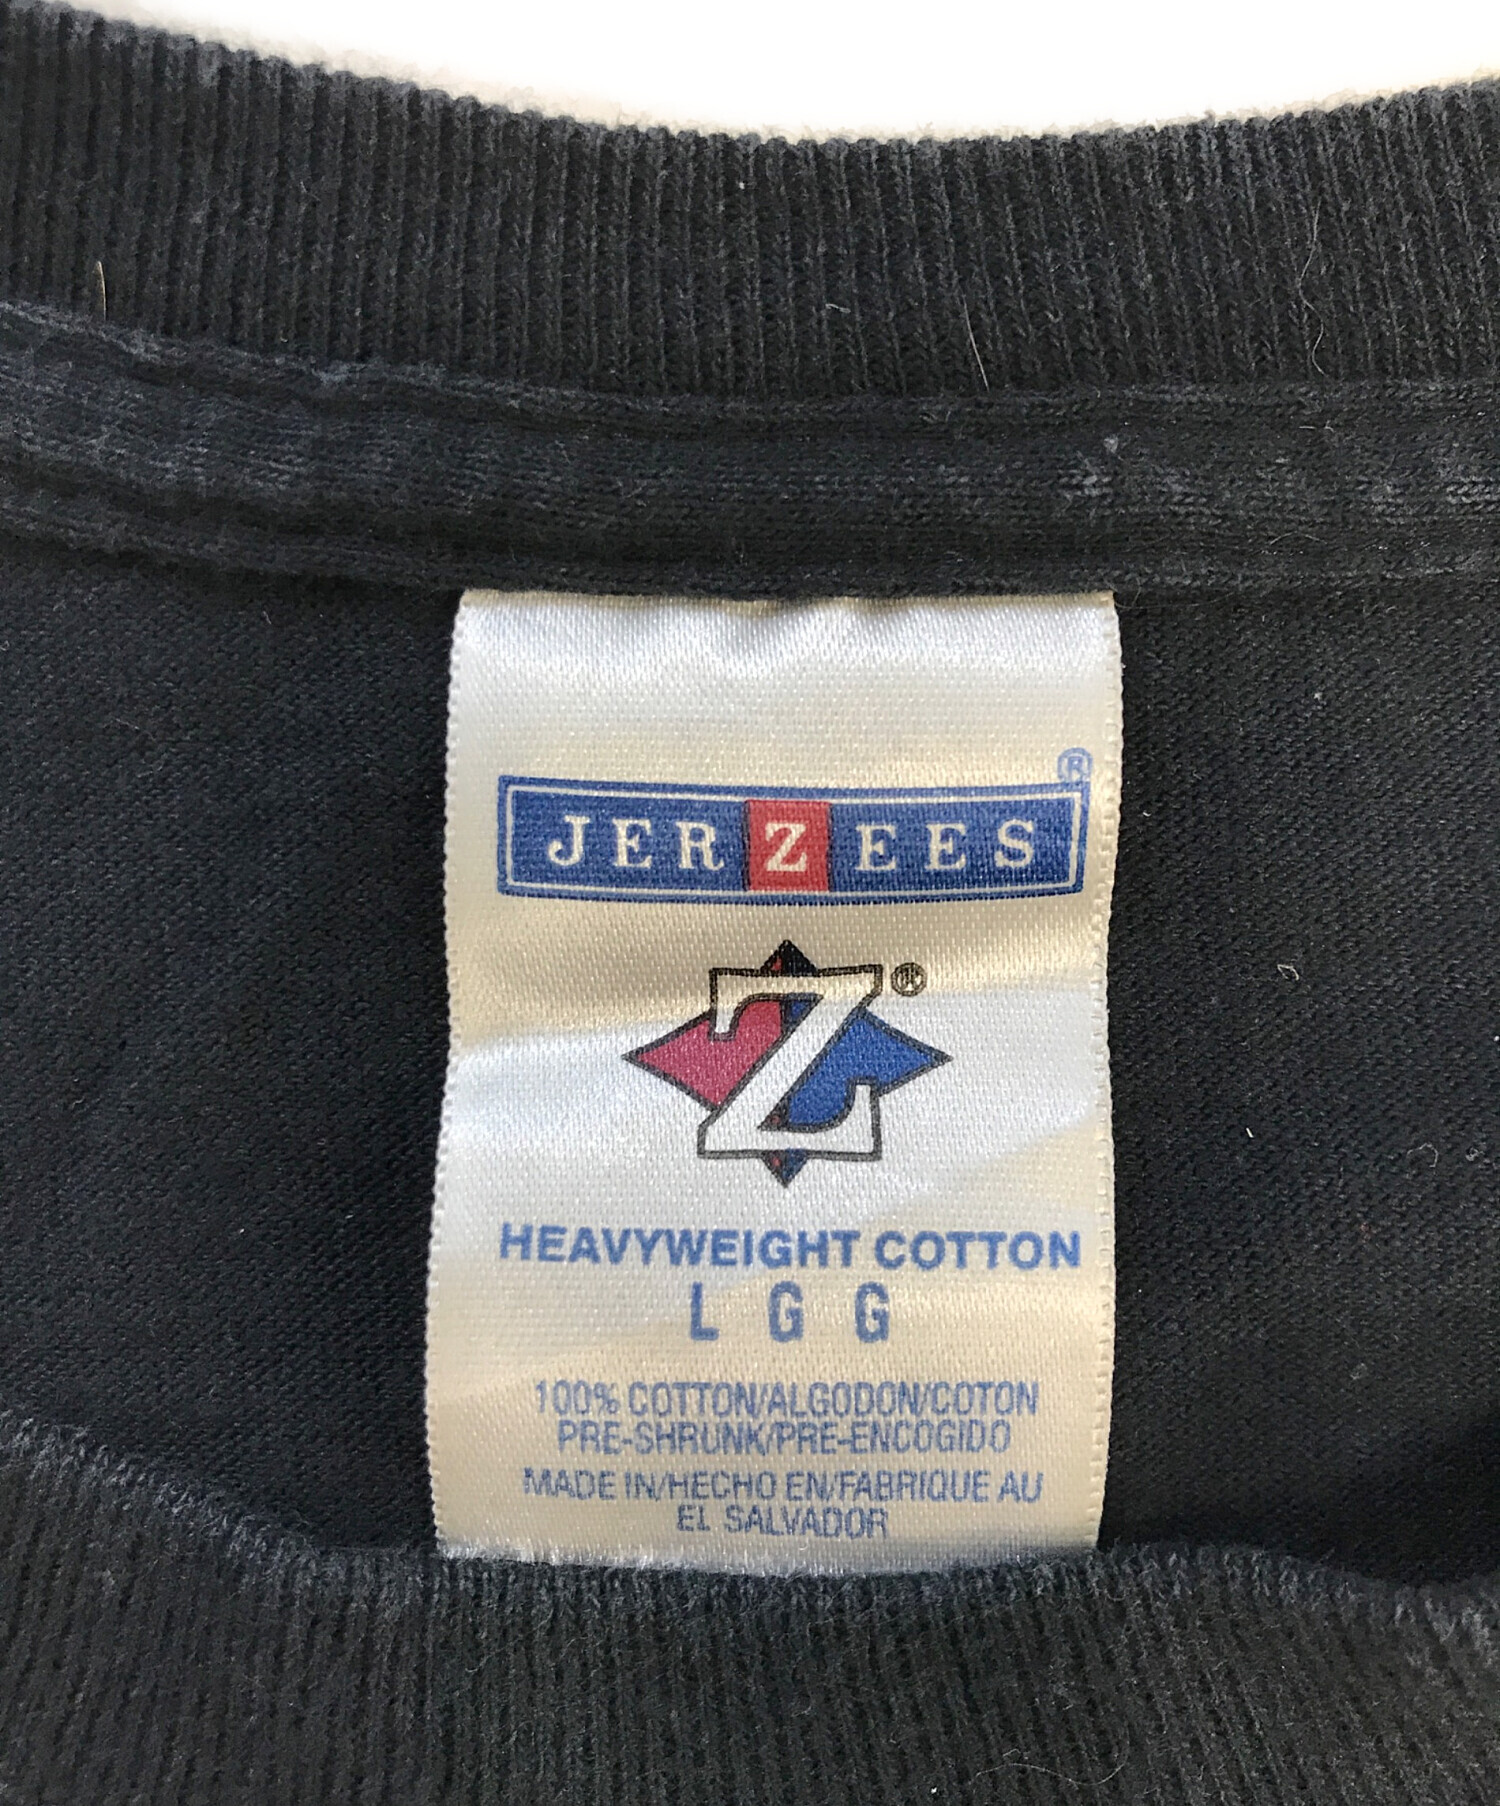 ®
JERZEES
Z®
HEAVYWEIGHT COTTON
L G G
100% COTTON/ALGODON/COTON
PRE-SHRUNK/PRE-ENCOGIDO
MADE IN/HECHO EN/FABRIQUE AU
EL SALVADOR